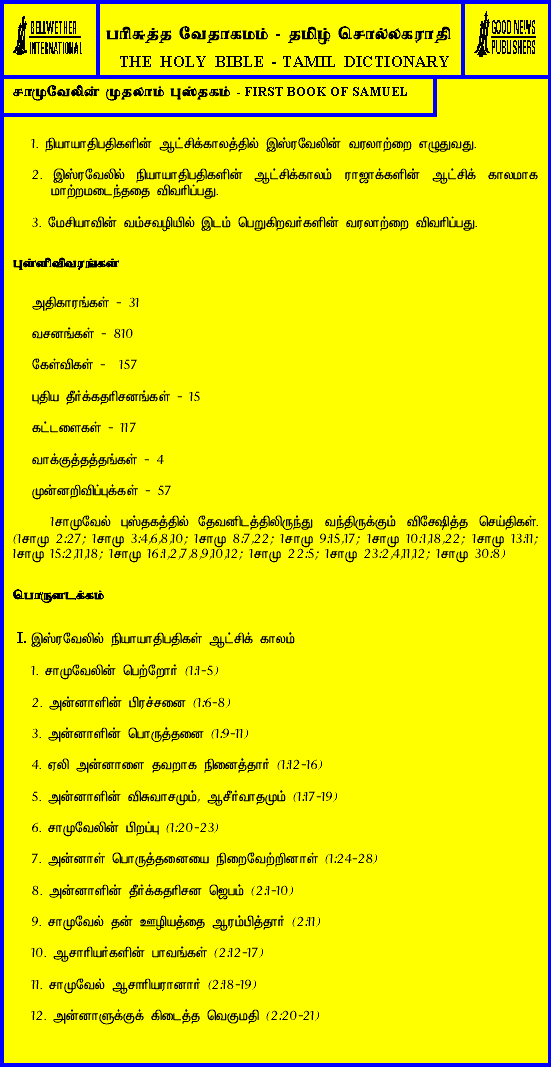 BELLWETHER
INTERNATIONAL
பரிசுத்த வேதாகமம் - தமிழ் சொல்லகராதி
THE HOLY BIBLE - TAMIL DICTIONARY
GOOD NEWS
PUBLISHERS
சாமுவேலின் முதலாம் புஸ்தகம் - FIRST BOOK OF SAMUEL
1. நியாயாதிபதிகளின் ஆட்சிக்காலத்தில் இஸ்ரவேலின் வரலாற்றை எழுதுவது.
2. இஸ்ரவேலில் நியாயாதிபதிகளின் ஆட்சிக்காலம் ராஜாக்களின் ஆட்சிக் காலமாக
மாற்றமடைந்ததை விவரிப்பது.
3. மேசியாவின் வம்சவழியில் இடம் பெறுகிறவர்களின் வரலாற்றை விவரிப்பது.
புள்ளிவிவரங்கள்
அதிகாரங்கள் - 31
வசனங்கள் - 810
கேள்விகள் - 157
புதிய தீர்க்கதரிசனங்கள் - 15
கட்டளைகள் - 117
வாக்குத்தத்தங்கள் - 4
முன்னறிவிப்புக்கள் - 57
1சாமுவேல் புஸ்தகத்தில் தேவனிடத்திலிருந்து வந்திருக்கும் விசேஷித்த செய்திகள்.
(1சாமு 2:27; 1சாமு 3:4,6,8,10; 1சாமு 8:7,22; 1சாமு 9:15,17; 1சாமு 10:1,18,22; 1சாமு 13:11;
1சாமு 15:2,11,18; 1சாமு 16:1,2,7,8,9,10,12; 1சாமு 22:5; 1சாமு 23:2,4,11,12; 1சாமு 30:8)
பொருளடக்கம்
I. இஸ்ரவேலில் நியாயாதிபதிகள் ஆட்சிக் காலம்
1. சாமுவேலின் பெற்றோர் (1:1-5)
2. அன்னாளின் பிரச்சனை (1:6-8)
3. அன்னாளின் பொருத்தனை (1:9-11)
4. ஏலி அன்னாளை தவறாக நினைத்தார் (1:12-16)
5. அன்னாளின் விசுவாசமும், ஆசீர்வாதமும் (1:17-19)
6. சாமுவேலின் பிறப்பு (1:20-23)
7. அன்னாள் பொருத்தனையை நிறைவேற்றினாள் (1:24-28)
8. அன்னாளின் தீர்க்கதரிசன ஜெபம் (2:1-10)
9. சாமுவேல் தன் ஊழியத்தை ஆரம்பித்தார் (2:11)
10. ஆசாரியர்களின் பாவங்கள் (2:12-17)
11. சாமுவேல் ஆசாரியரானார் (2:18-19)
12. அன்னாளுக்குக் கிடைத்த வெகுமதி (2:20-21)